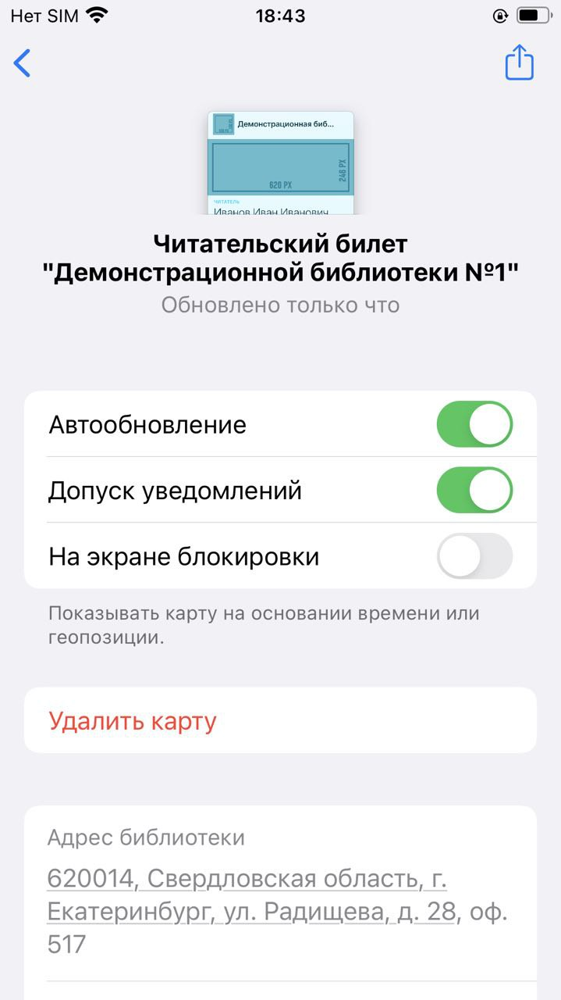 Нет SIM
18:43
Демонстрационная биб...
620 PX
248 PX
ЧИТАТЕЛЬ
Иванов Иван Иванович
Читательский билет
"Демонстрационной библиотеки №1"
Обновлено только что
Автообновление
Допуск уведомлений
На экране блокировки
Показывать карту на основании времени или
геопозиции.
Удалить карту
Адрес библиотеки
620014, Свердловская область, г.
Екатеринбург, ул. Радищева, д. 28, оф.
517